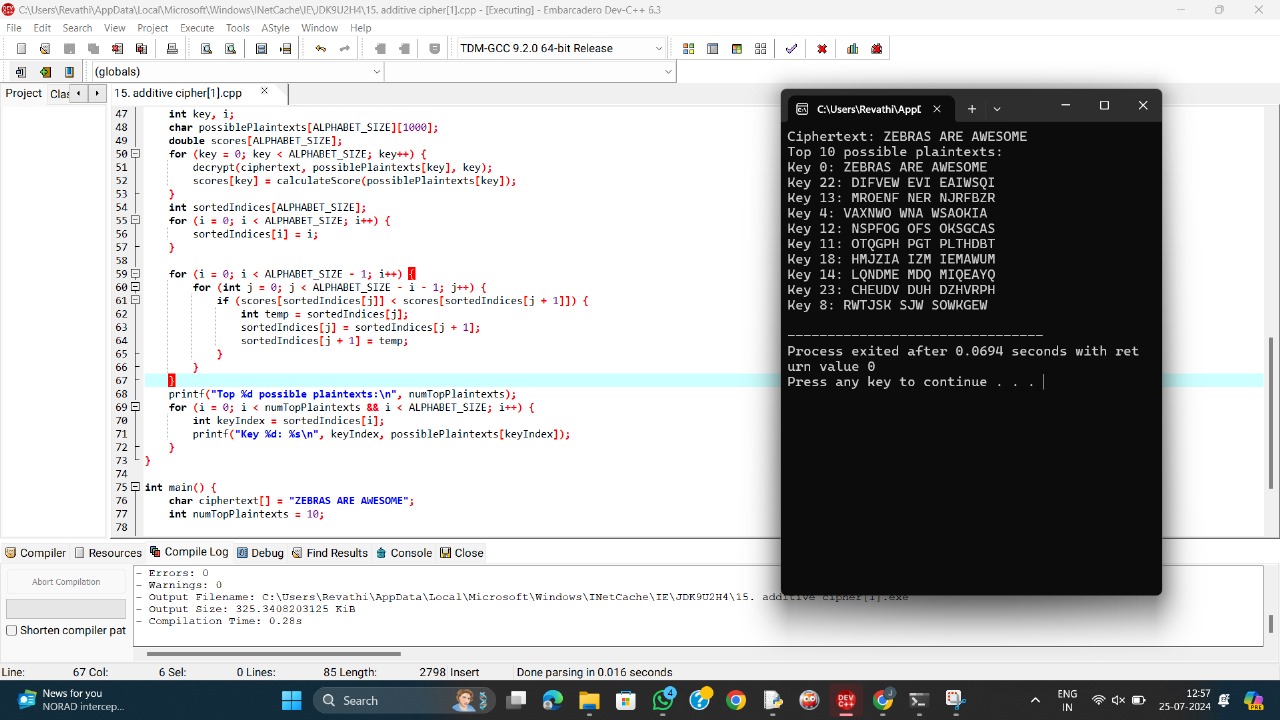 C:\Users\Revathi\AppData\Local\Microsoft\Windows\INetCache\IE\JDK9U2H4\15. additive cipher[1].cpp - [Executing] - Embarcadero Dev-C++ 6.3
File Edit Search View Project Execute Tools AStyle Window Help
TDM-GCC 9.2.0 64-bit Release
(globals)
Project Clas 15. additive cipher[1].cpp
47 int key, i;
48 char possiblePlaintexts[ALPHABET_SIZE][1000];
49 double scores[ALPHABET_SIZE];
50 for (key = 0; key < ALPHABET_SIZE; key++) {
51 decrypt(ciphertext, possiblePlaintexts[key], key);
52 scores[key] = calculateScore(possiblePlaintexts[key]);
53 }
54 int sortedIndices[ALPHABET_SIZE];
55 for (i = 0; i < ALPHABET_SIZE; i++) {
56 sortedIndices[i] = i;
57 }
58
59 for (i = 0; i < ALPHABET_SIZE - 1; i++) {
60 for (int j = 0; j < ALPHABET_SIZE - i - 1; j++) {
61 if (scores[sortedIndices[j]] < scores[sortedIndices[j + 1]]) {
62 int temp = sortedIndices[j];
63 sortedIndices[j] = sortedIndices[j + 1];
64 sortedIndices[j + 1] = temp;
65 }
66 }
67 }
68 printf("Top %d possible plaintexts:\n", numTopPlaintexts);
69 for (i = 0; i < numTopPlaintexts && i < ALPHABET_SIZE; i++) {
70 int keyIndex = sortedIndices[i];
71 printf("Key %d: %s\n", keyIndex, possiblePlaintexts[keyIndex]);
72 }
73 }
74
75 int main() {
76 char ciphertext[] = "ZEBRAS ARE AWESOME";
77 int numTopPlaintexts = 10;
78
C:\Users\Revathi\AppD
Ciphertext: ZEBRAS ARE AWESOME
Top 10 possible plaintexts:
Key 0: ZEBRAS ARE AWESOME
Key 22: DIFVEW EVI EAIWSQI
Key 13: MROENF NER NJRFBZR
Key 4: VAXNWO WNA WSAOKIA
Key 12: NSPFOG OFS OKSGCAS
Key 11: OTQGPH PGT PLTHDBT
Key 18: HMJZIA IZM IEMAWUM
Key 14: LQNDME MDQ MIQEAYQ
Key 23: CHEUDV DUH DZHVRPH
Key 8: RWTJSK SJW SOWKGEW
--------------------------------
Process exited after 0.0694 seconds with ret
urn value 0
Press any key to continue . . .
Compiler Resources Compile Log Debug Find Results Console Close
Abort Compilation
Shorten compiler pat
- Errors: 0
- Warnings: 0
- Output Filename: C:\Users\Revathi\AppData\Local\Microsoft\Windows\INetCache\IE\JDK9U2H4\15. additive cipher[1].exe
- Output Size: 325.3408203125 KiB
- Compilation Time: 0.28s
Line: 67 Col: 6 Sel: 0 Lines: 85 Length: 2798 Insert Done parsing in 0.016 seconds
News for you
NORAD intercep...
Search
DEV C++
4
J
PRE
ENG
IN
12:57
25-07-2024